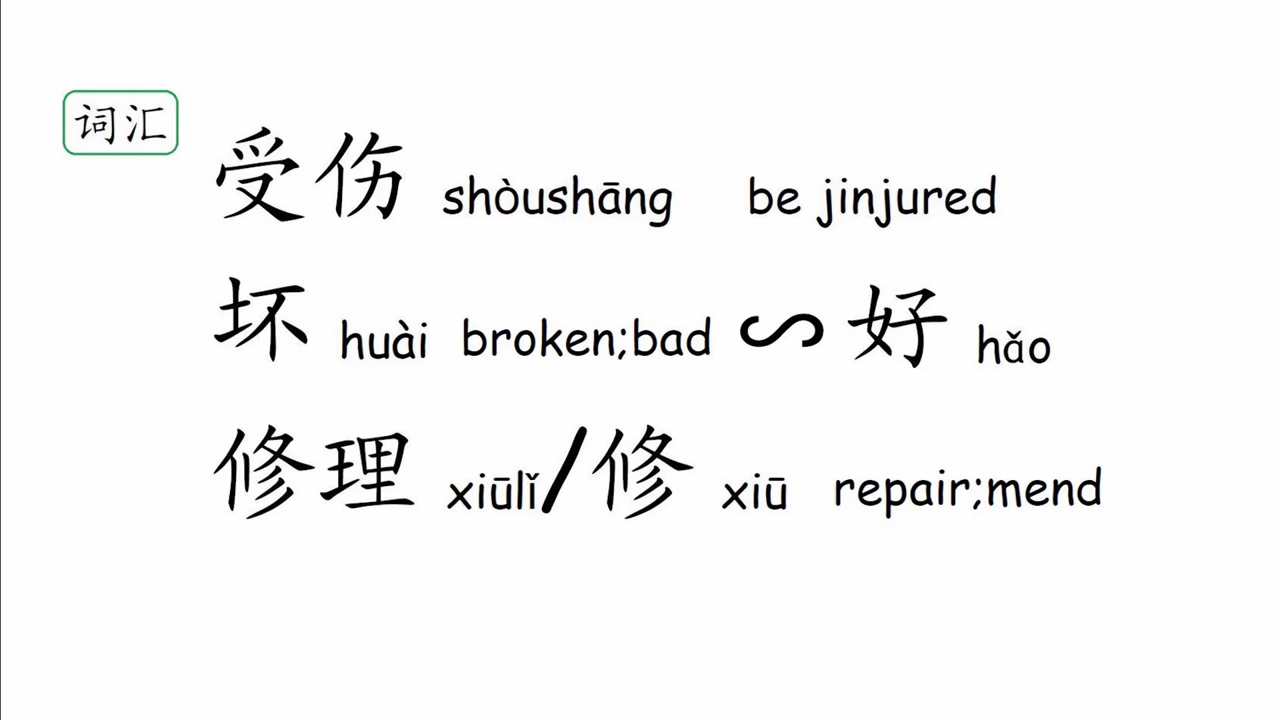 词汇
受伤 shòushāng be jinjured
坏 huài broken;bad ∽ 好 hǎo
修理 xiūlǐ/修 xiū repair;mend